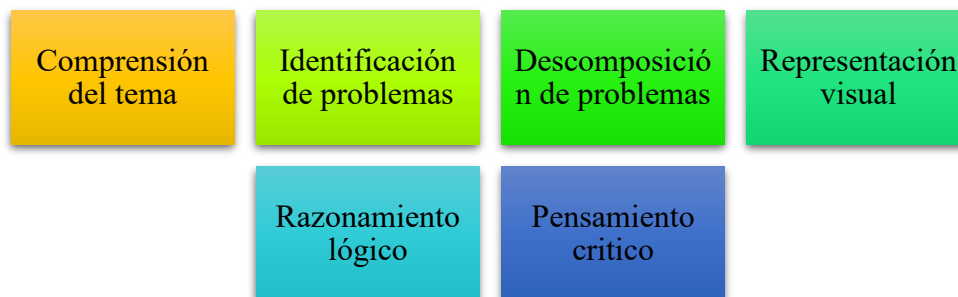 Comprensión
del tema
Identificación
de problemas
Descomposició
n de problemas
Representación
visual
Razonamiento
lógico
Pensamiento
critico